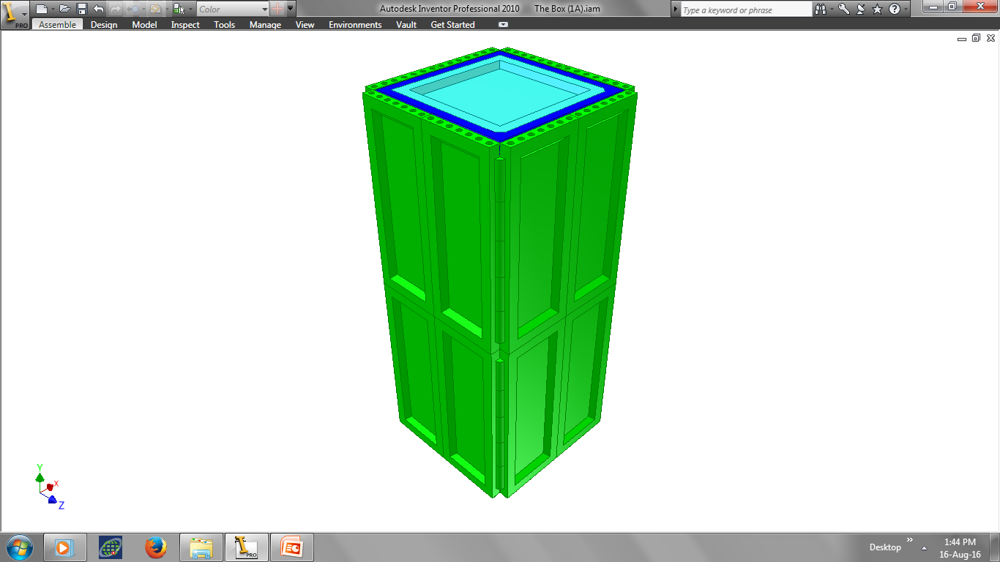 PRO
Color
Autodesk Inventor Professional 2010 The Box (1A).iam
Type a keyword or phrase
Assemble Design Model Inspect Tools Manage View Environments Vault Get Started
Y
X
Z
PRO
Desktop
1:44 PM
16-Aug-16